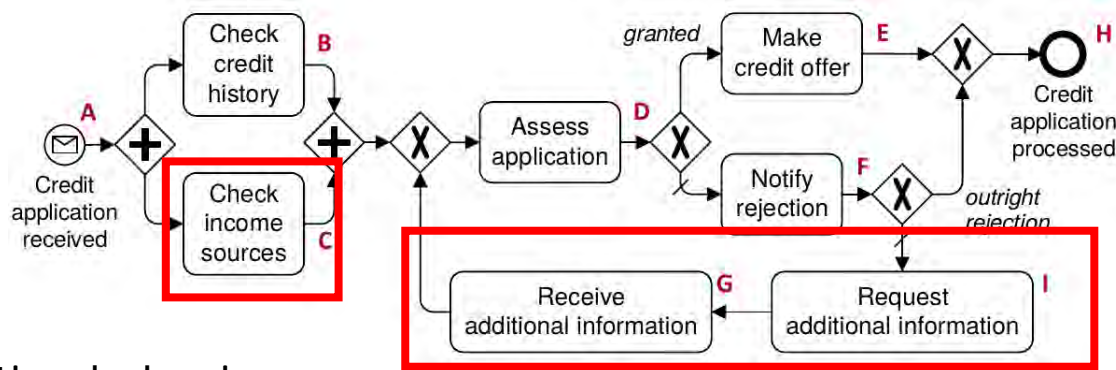 A
Credit
application
received
Check
credit
history
B
Check
income
sources
C
Assess
application
D
granted
Make
credit offer
E
Notify
rejection
F
outright
rejection
H
Credit
application
processed
Receive
additional information
G
Request
additional information
I